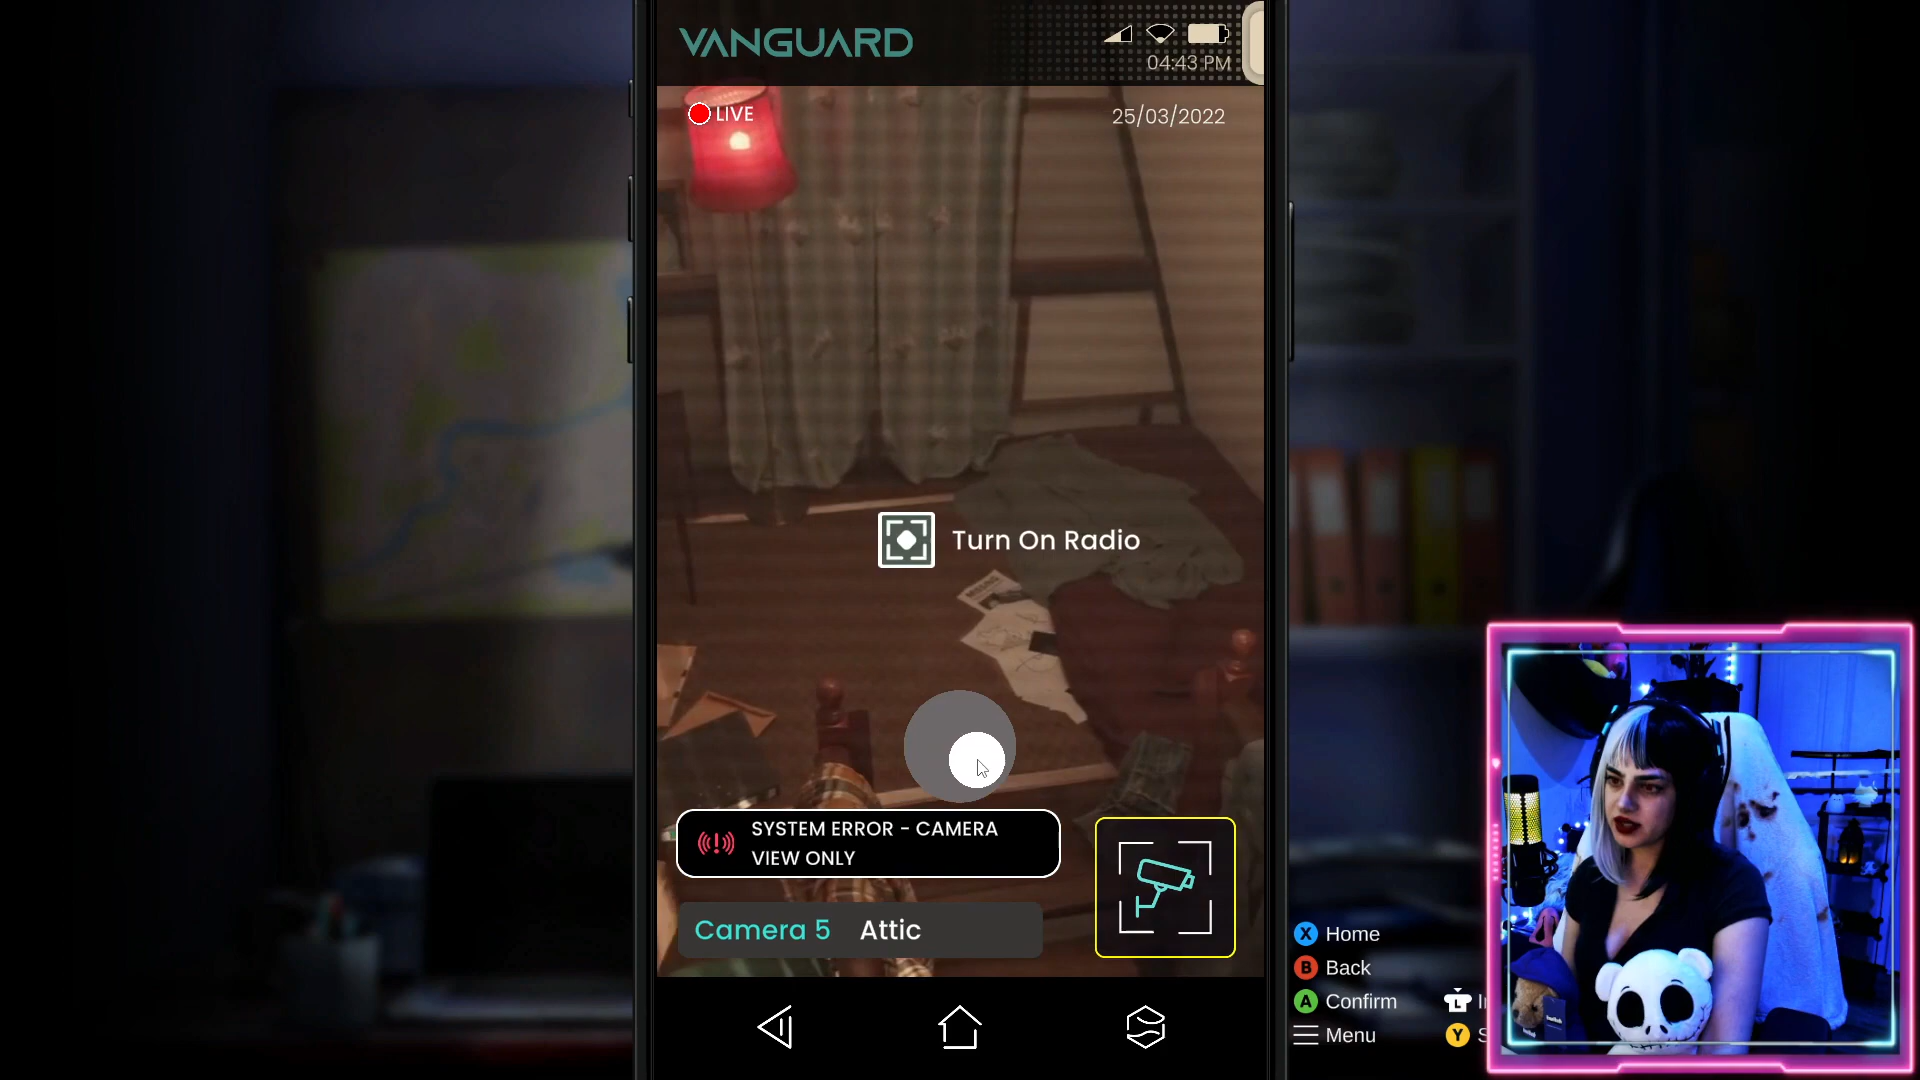 VANGUARD
04:43 PM
LIVE
25/03/2022
Turn On Radio
SYSTEM ERROR - CAMERA
VIEW ONLY
Camera 5 Attic
X Home
B Back
A Confirm
L
Menu
Y